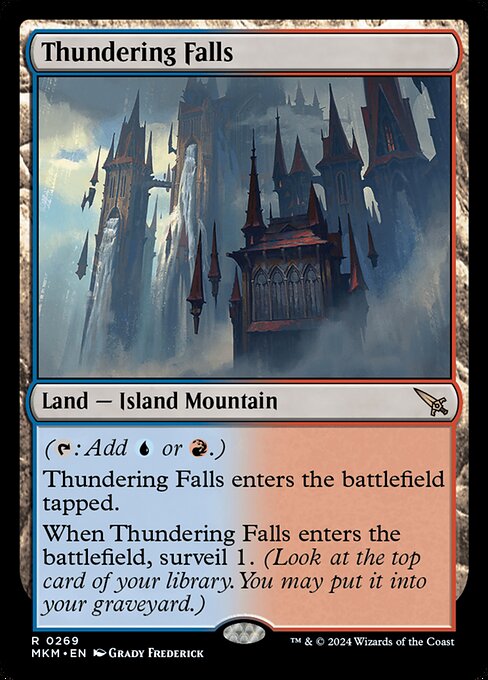 Thundering Falls
Land — Island Mountain
(: Add  or .)
Thundering Falls enters the battlefield
tapped.
When Thundering Falls enters the
battlefield, surveil 1. (Look at the top
card of your library. You may put it into
your graveyard.)
R 0269
MKM • EN Grady Frederick
™ & © 2024 Wizards of the Coast